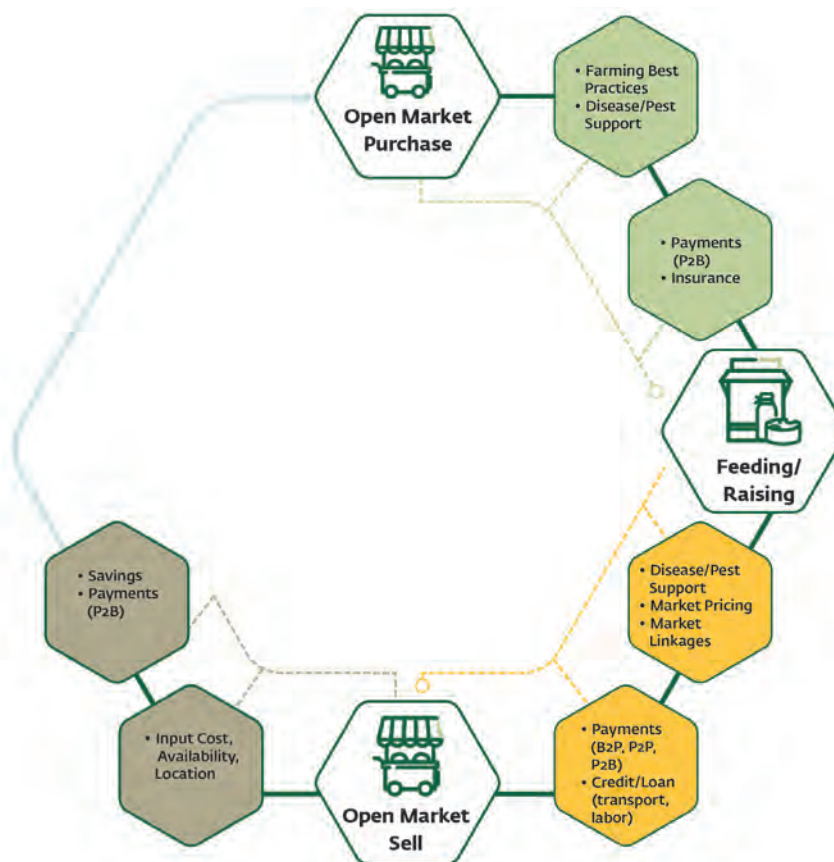 Open Market
Purchase
• Farming Best
Practices
• Disease/Pest
Support
• Payments
(P2B)
• Insurance
Feeding/
Raising
• Disease/Pest
Support
• Market Pricing
• Market
Linkages
• Payments
(B2P, P2P,
P2B)
• Credit/Loan
(transport,
labor)
Open Market
Sell
• Input Cost,
Availability,
Location
• Savings
• Payments
(P2B)